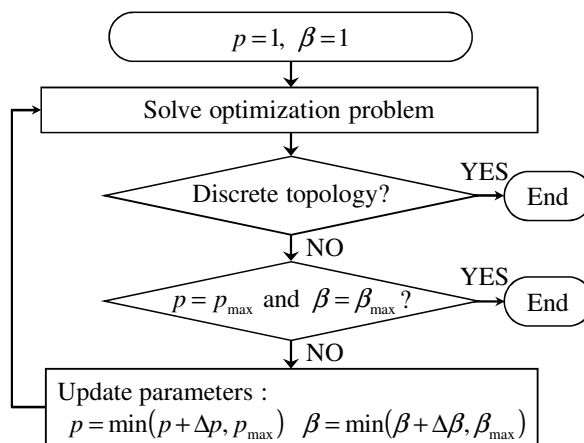 p = 1, β = 1
Solve optimization problem
YES
Discrete topology?
End
NO
YES
p = p_max and β = β_max ?
End
NO
Update parameters :
p = min(p + Δp, p_max) β = min(β + Δβ, β_max)